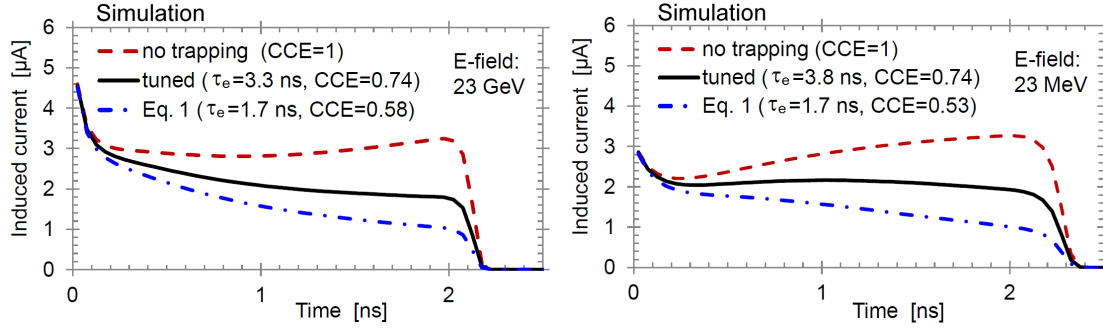 Simulation
6
5
4
3
2
1
0
Induced current [µA]
no trapping (CCE=1)
tuned (τe=3.3 ns, CCE=0.74)
Eq. 1 (τe=1.7 ns, CCE=0.58)
E-field:
23 GeV
0 1 2
Time [ns]
Simulation
6
5
4
3
2
1
0
Induced current [µA]
no trapping (CCE=1)
tuned (τe=3.8 ns, CCE=0.74)
Eq. 1 (τe=1.7 ns, CCE=0.53)
E-field:
23 MeV
0 1 2
Time [ns]